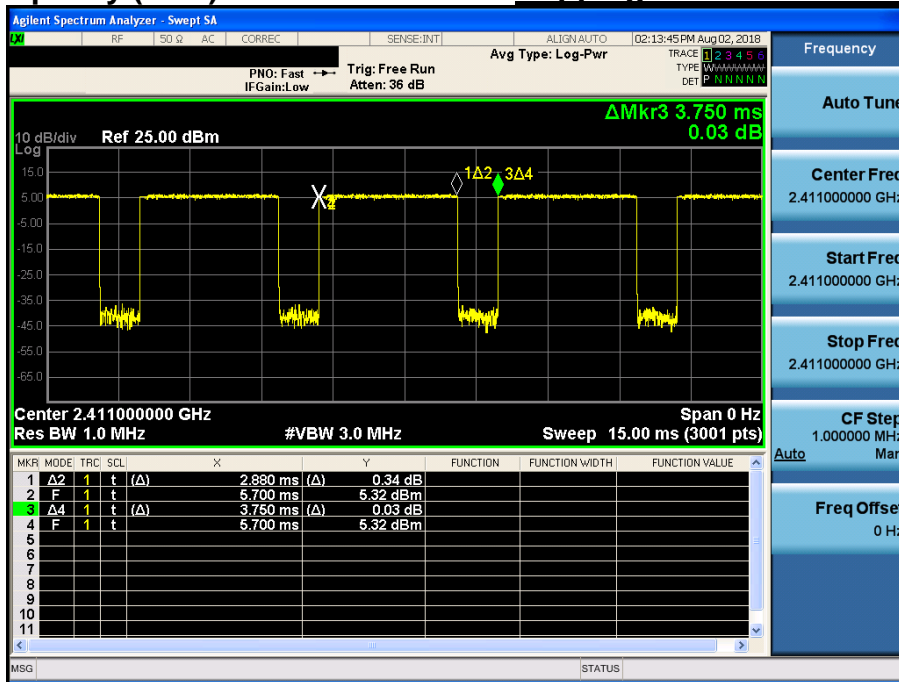 Agilent Spectrum Analyzer - Swept SA
LXI RF 50 Ω AC CORREC SENSE:INT ALIGN AUTO 02:13:45 PM Aug 02, 2018
Avg Type: Log-Pwr TRACE 1 2 3 4 5 6
TYPE W
PNO: Fast Trig: Free Run DET P N N N N N
IFGain:Low Atten: 36 dB
ΔMkr3 3.750 ms
0.03 dB
10 dB/div Ref 25.00 dBm
Log
15.0
5.00
-5.00
-15.0
-25.0
-35.0
-45.0
-55.0
-65.0
1Δ2 3Δ4
Center 2.411000000 GHz Span 0 Hz
Res BW 1.0 MHz #VBW 3.0 MHz Sweep 15.00 ms (3001 pts)
MKR MODE TRC SCL X Y FUNCTION FUNCTION WIDTH FUNCTION VALUE
1 Δ2 1 t (Δ) 2.880 ms (Δ) 0.34 dB
2 F 1 t 5.700 ms 5.32 dBm
3 Δ4 1 t (Δ) 3.750 ms (Δ) 0.03 dB
4 F 1 t 5.700 ms 5.32 dBm
5
6
7
8
9
10
11
MSG STATUS
Frequency
Auto Tune
Center Freq
2.411000000 GHz
Start Freq
2.411000000 GHz
Stop Freq
2.411000000 GHz
CF Step
1.000000 MHz
Auto Man
Freq Offset
0 Hz